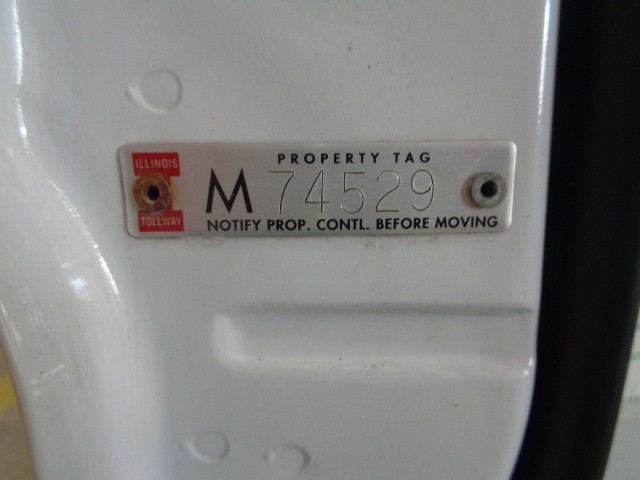 PROPERTY TAG
ILLINOIS
TOLLWAY
M 74529
NOTIFY PROP. CONTL. BEFORE MOVING